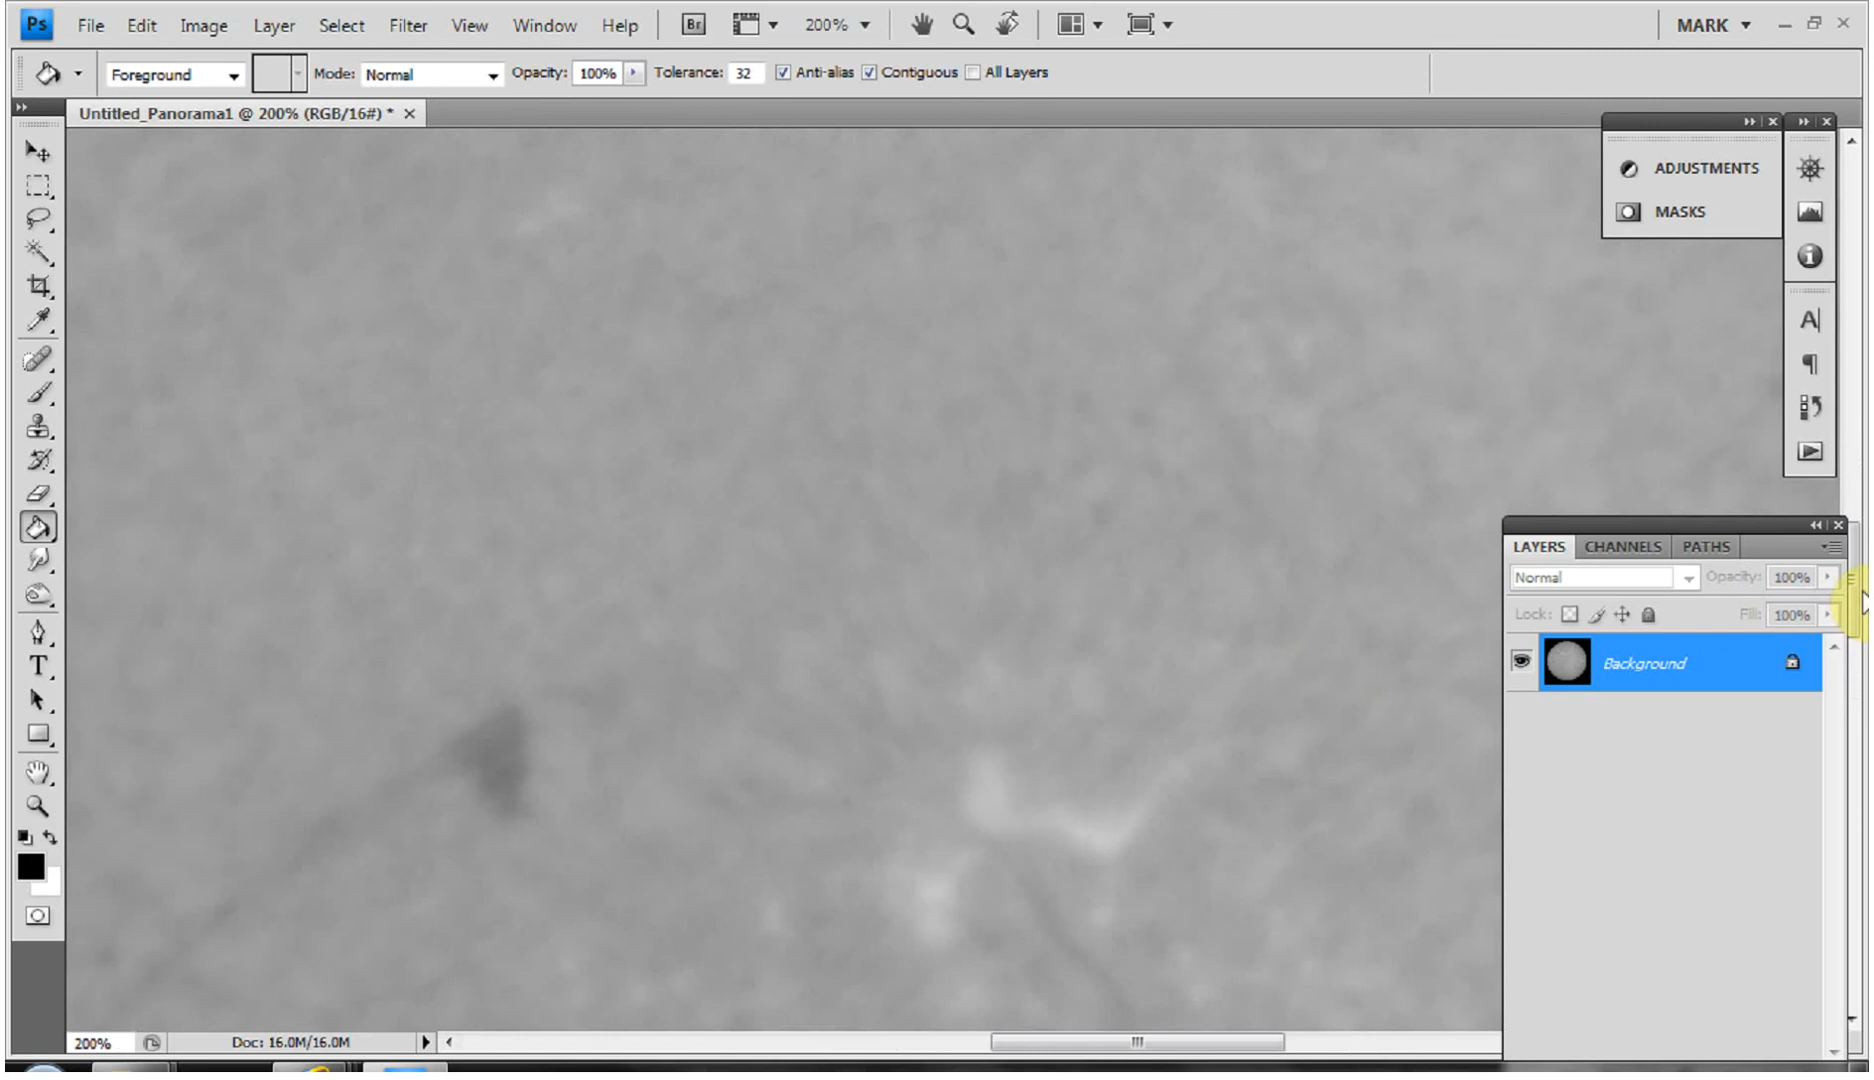 Ps File Edit Image Layer Select Filter View Window Help Br 200% MARK
Foreground Mode: Normal Opacity: 100% Tolerance: 32 Anti-alias Contiguous All Layers
Untitled_Panorama1 @ 200% (RGB/16#) *
ADJUSTMENTS
MASKS
A
LAYERS CHANNELS PATHS
Normal Opacity: 100%
Lock: Fill: 100%
Background
T
200% Doc: 16.0M/16.0M